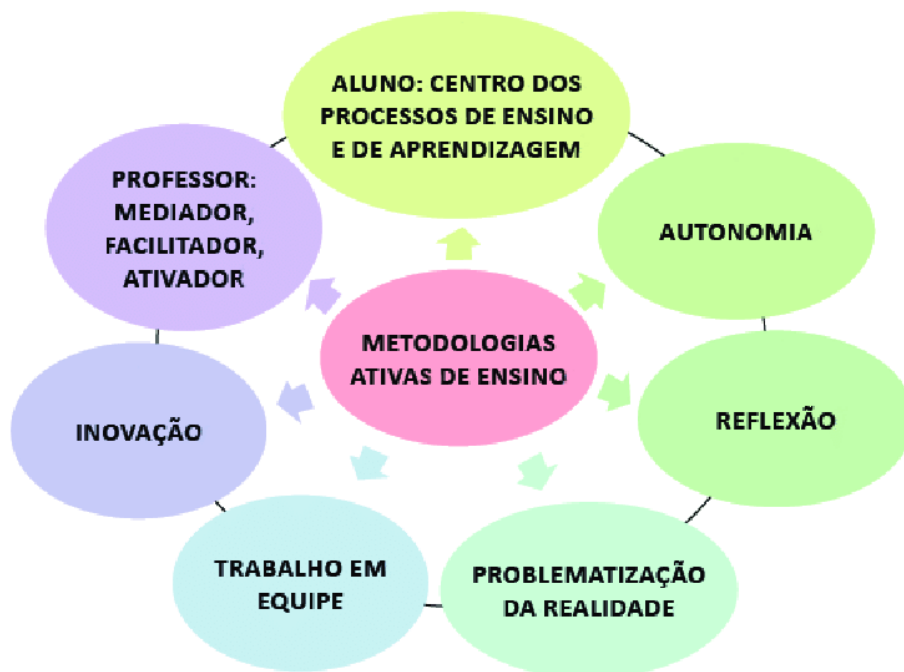 ALUNO: CENTRO DOS
PROCESSOS DE ENSINO
E DE APRENDIZAGEM
AUTONOMIA
REFLEXÃO
PROBLEMATIZAÇÃO
DA REALIDADE
TRABALHO EM
EQUIPE
INOVAÇÃO
PROFESSOR:
MEDIADOR,
FACILITADOR,
ATIVADOR
METODOLOGIAS
ATIVAS DE ENSINO